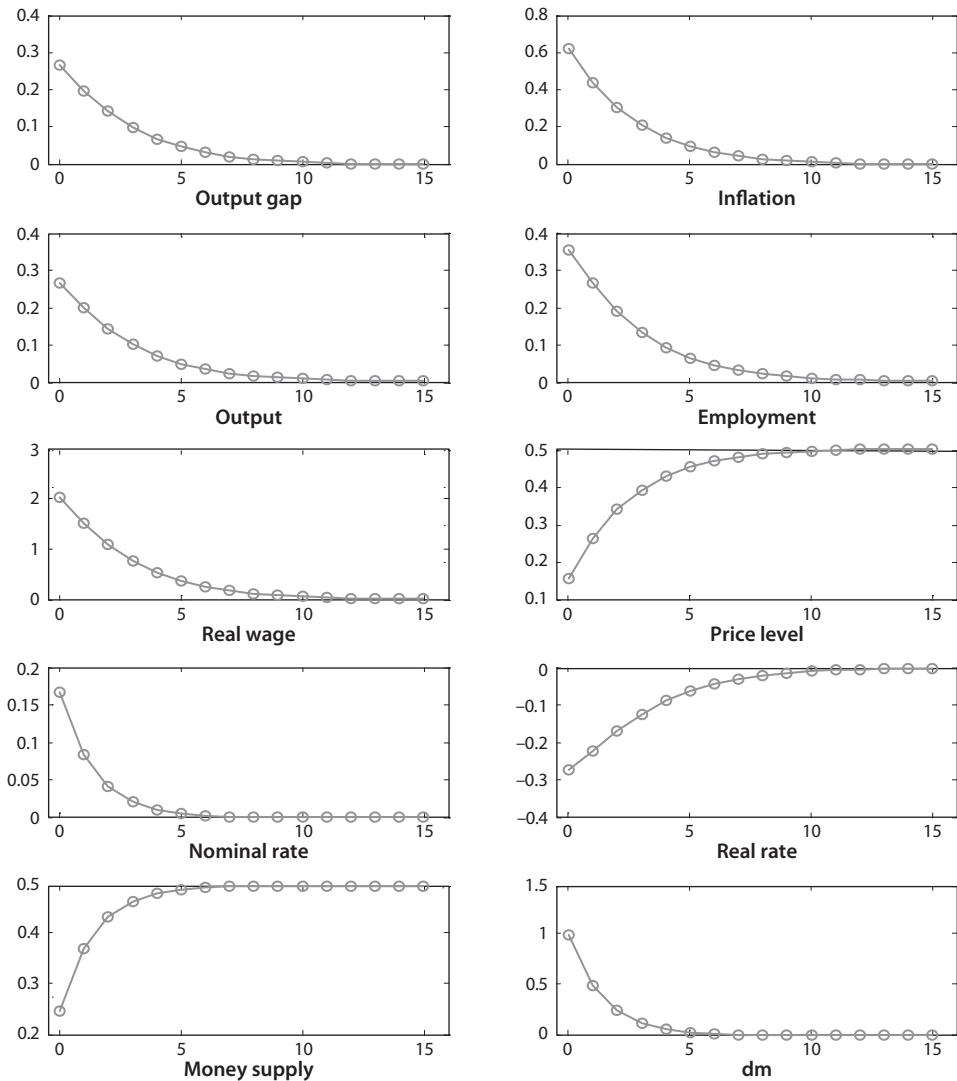 0.4
0.3
0.2
0.1
0
0 5 10 15
Output gap
0.8
0.6
0.4
0.2
0
0 5 10 15
Inflation
0.4
0.3
0.2
0.1
0
0 5 10 15
Output
0.4
0.3
0.2
0.1
0
0 5 10 15
Employment
3
2
1
0
0 5 10 15
Real wage
0.5
0.4
0.3
0.2
0.1
0 5 10 15
Price level
0.2
0.15
0.1
0.05
0
0 5 10 15
Nominal rate
0
−0.1
−0.2
−0.3
−0.4
0 5 10 15
Real rate
0.5
0.4
0.3
0.2
0 5 10 15
Money supply
1.5
1
0.5
0
0 5 10 15
dm